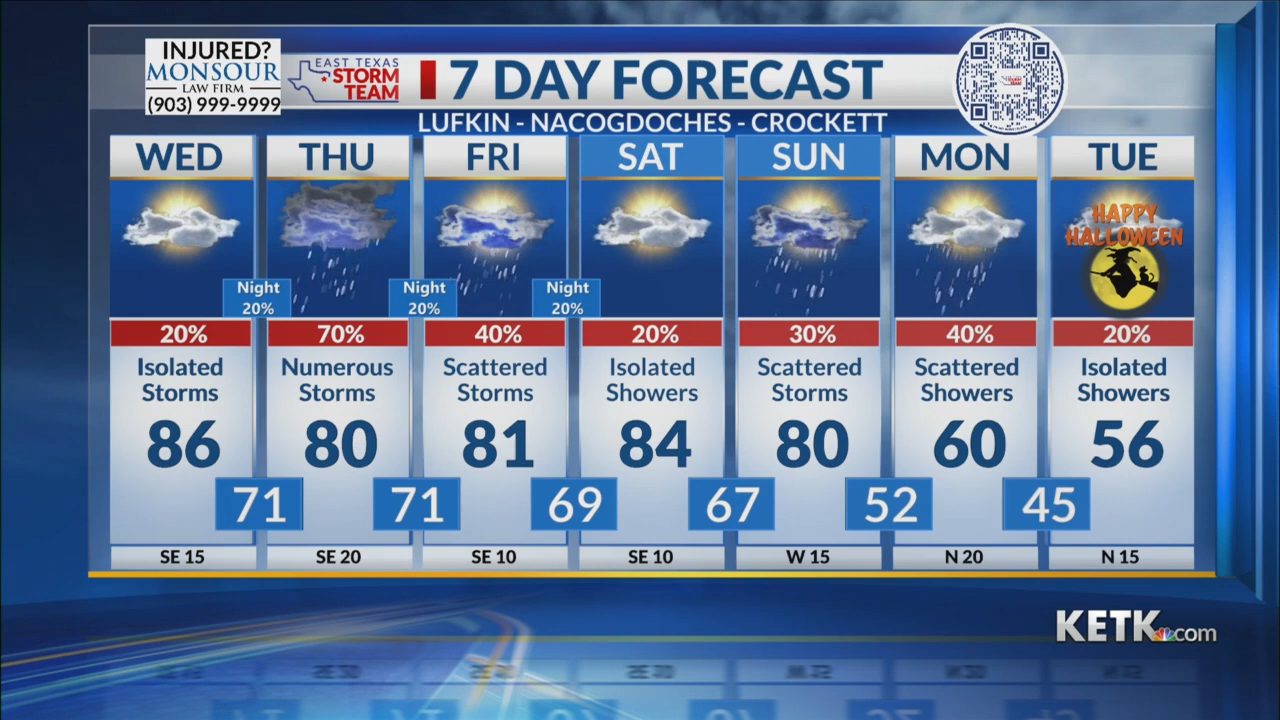 INJURED?
MONSOUR
LAW FIRM
(903) 999-9999
EAST TEXAS
STORM
TEAM
7 DAY FORECAST
LUFKIN - NACOGDOCHES - CROCKETT
WED THU FRI SAT SUN MON TUE
HAPPY
HALLOWEEN
Night Night Night
20% 20% 20%
20% 70% 40% 20% 30% 40% 20%
Isolated Numerous Scattered Isolated Scattered Scattered Isolated
Storms Storms Storms Showers Storms Showers Showers
86 80 81 84 80 60 56
71 71 69 67 52 45
SE 15 SE 20 SE 10 SE 10 W 15 N 20 N 15
KETK.com